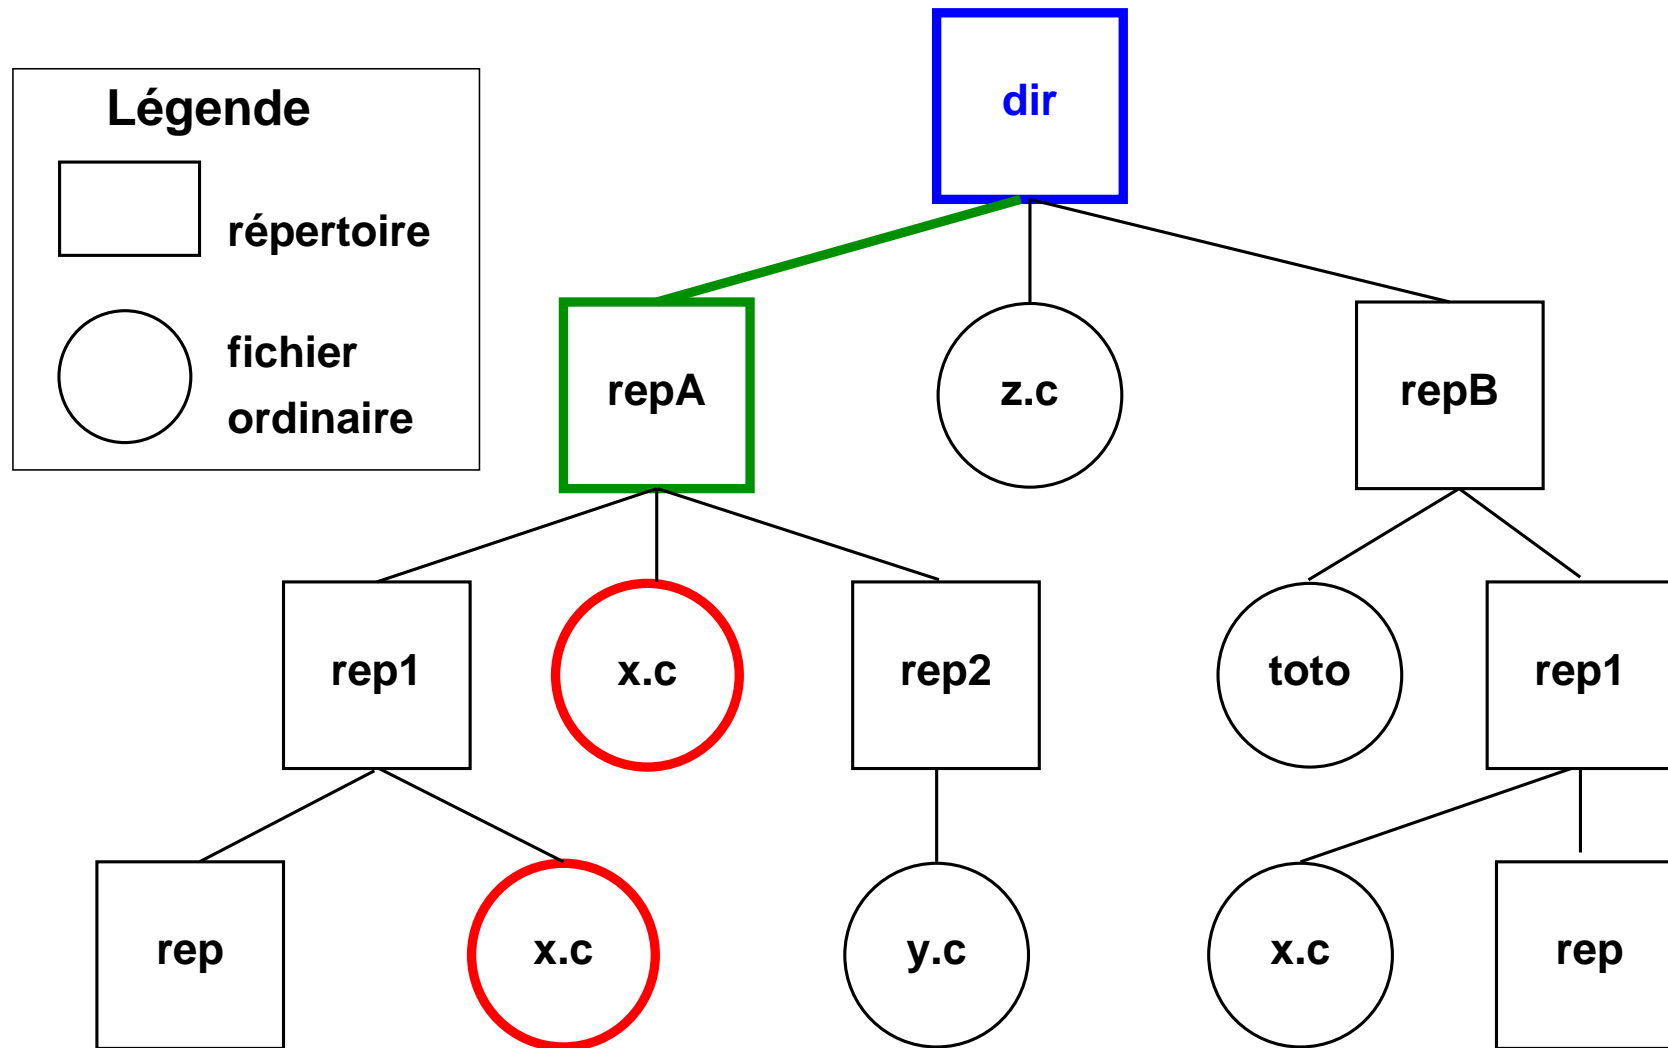 dir
Légende
répertoire
fichier
ordinaire
repA
z.c
repB
rep1
x.c
rep2
toto
rep1
rep
x.c
y.c
x.c
rep